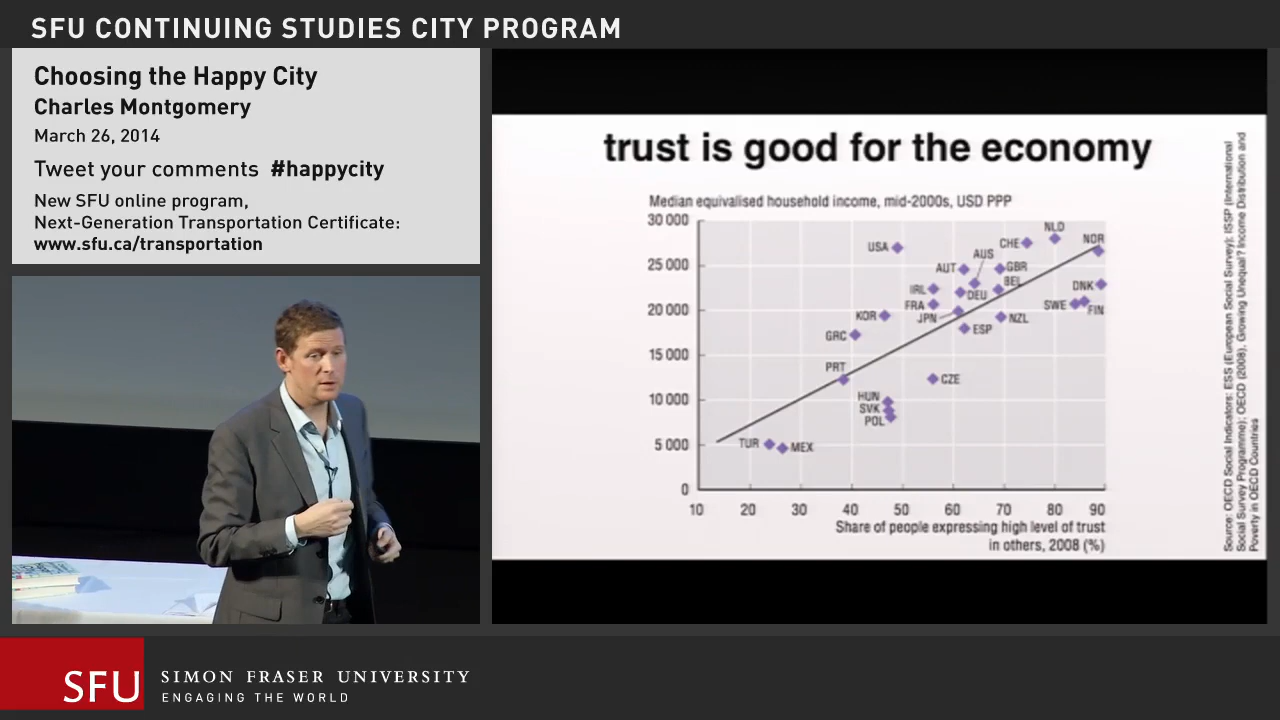 SFU CONTINUING STUDIES CITY PROGRAM
Choosing the Happy City
Charles Montgomery
March 26, 2014
Tweet your comments #happycity
New SFU online program,
Next-Generation Transportation Certificate:
www.sfu.ca/transportation
trust is good for the economy
Median equivalised household income, mid-2000s, USD PPP
30 000
25 000
20 000
15 000
10 000
5 000
0
10 20 30 40 50 60 70 80 90
Share of people expressing high level of trust
in others, 2008 (%)
USA
AUT
AUS
CHE
NLD
NOR
GBR
BEL
IRL
DEU
FRA
JPN
KOR
GRC
ESP
NZL
DNK
SWE
FIN
PRT
CZE
HUN
SVK
POL
TUR
MEX
Source: OECD Social Indicators: ESS (European Social Survey); ISSP (International
Social Survey Programme); OECD (2008), Growing Unequal? Income Distribution and
Poverty in OECD Countries
SFU
SIMON FRASER UNIVERSITY
ENGAGING THE WORLD